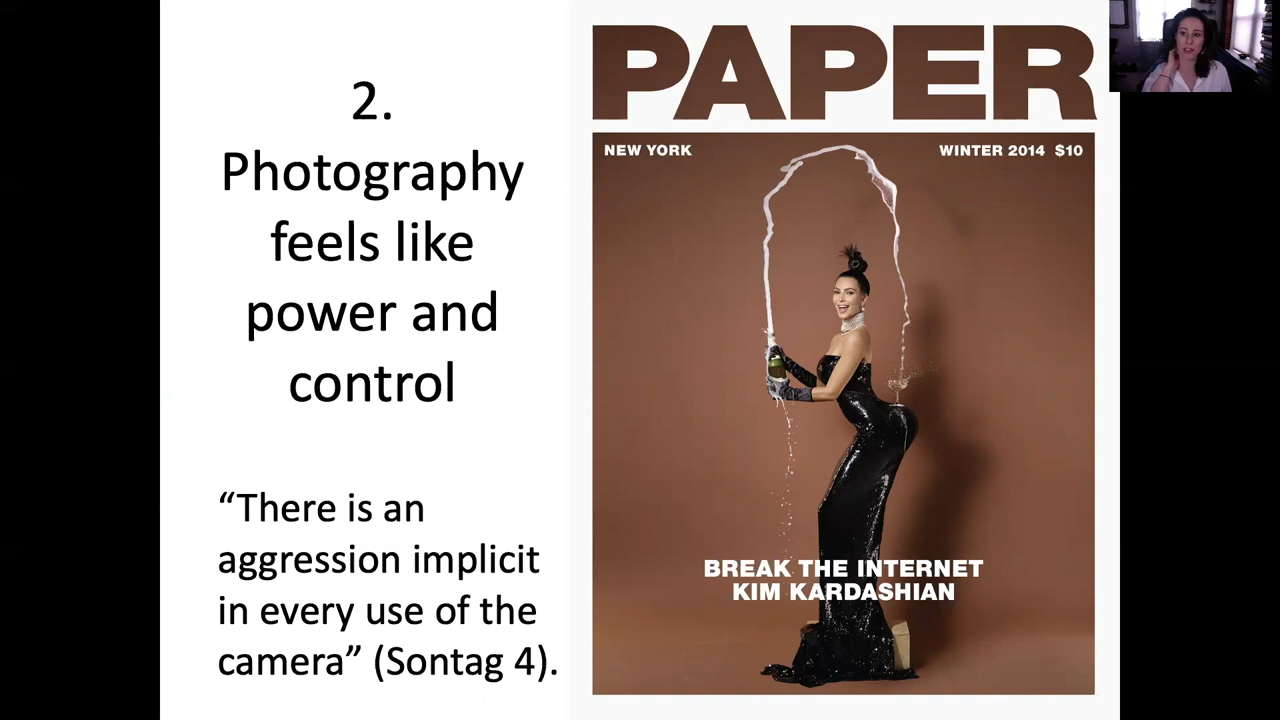 2.
Photography
feels like
power and
control
“There is an
aggression implicit
in every use of the
camera” (Sontag 4).
PAPER
NEW YORK
WINTER 2014 $10
BREAK THE INTERNET
KIM KARDASHIAN